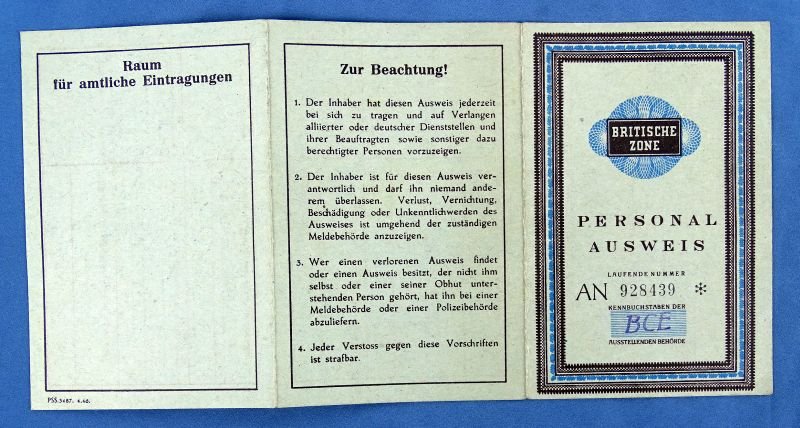 Raum
für amtliche Eintragungen
PSS. 3487. 4.48.
Zur Beachtung!
1. Der Inhaber hat diesen Ausweis jederzeit
bei sich zu tragen und auf Verlangen
alliierter oder deutscher Dienststellen und
ihrer Beauftragten sowie sonstiger dazu
berechtigter Personen vorzuzeigen.
2. Der Inhaber ist für diesen Ausweis ver-
antwortlich und darf ihn niemand ande-
rem überlassen. Verlust, Vernichtung,
Beschädigung oder Unkenntlichwerden des
Ausweises ist umgehend der zuständigen
Meldebehörde anzuzeigen.
3. Wer einen verlorenen Ausweis findet
oder einen Ausweis besitzt, der nicht ihm
selbst oder einer seiner Obhut unter-
stehenden Person gehört, hat ihn bei einer
Meldebehörde oder einer Polizeibehörde
abzuliefern.
4. Jeder Verstoss gegen diese Vorschriften
ist strafbar.
BRITISCHE
ZONE
PERSONAL
AUSWEIS
LAUFENDE NUMMER
AN 928439 *
KENNBUCHSTABEN DER
BCE
AUSSTELLENDEN BEHÖRDE